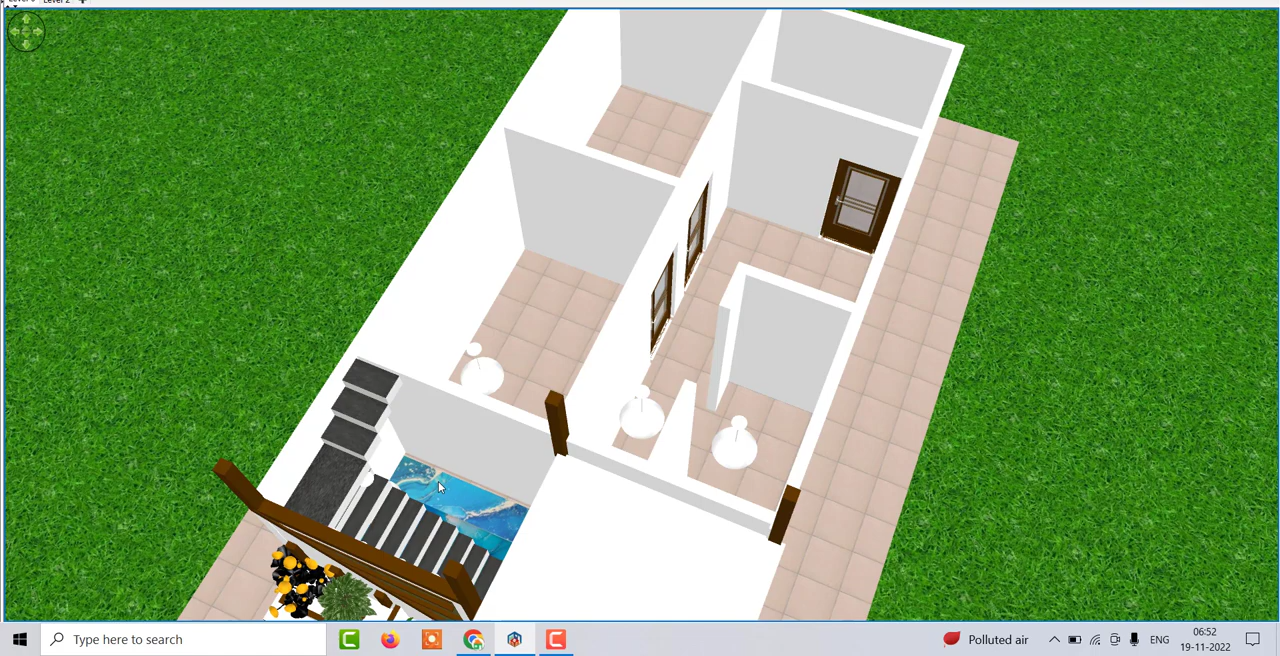 Level 2
Type here to search
Polluted air
ENG
06:52
19-11-2022